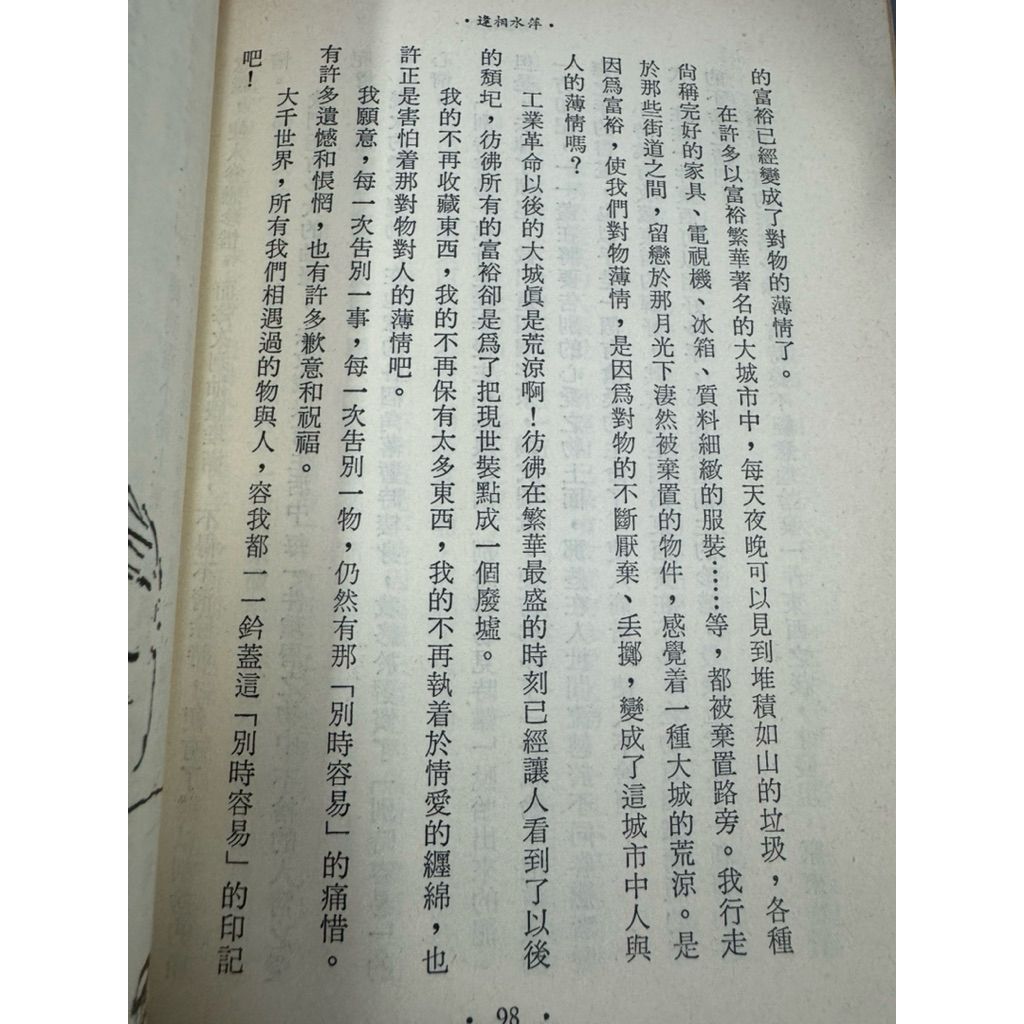 ・逢相水萍・
的富裕已經變成了對物的薄情了。
在許多以富裕繁華著名的大城市中，每天夜晚可以見到堆積如山的垃圾，各種
尙稱完好的家具、電視機、冰箱、質料細緻的服裝⋯⋯等，都被棄置路旁。我行走
於那些街道之間，留戀於那月光下淒然被棄置的物件，感覺着一種大城的荒涼。是
因爲富裕，使我們對物薄情，是因爲對物的不斷厭棄、丢擲，變成了這城市中人與
人的薄情嗎？
工業革命以後的大城眞是荒涼啊！彷彿在繁華最盛的時刻已經讓人看到了以後
的頹圯，彷彿所有的富裕卻是爲了把現世裝點成一個廢墟。
我的不再收藏東西，我的不再保有太多東西，我的不再執着於情愛的纏綿，也
許正是害怕着那對物對人的薄情吧。
我願意，每一次告別一事，每一次告別一物，仍然有那「別時容易」的痛惜。
有許多遺憾和悵惘，也有許多歉意和祝福。
大千世界，所有我們相遇過的物與人，容我都一一鈐蓋這「別時容易」的印記
吧！
・98・